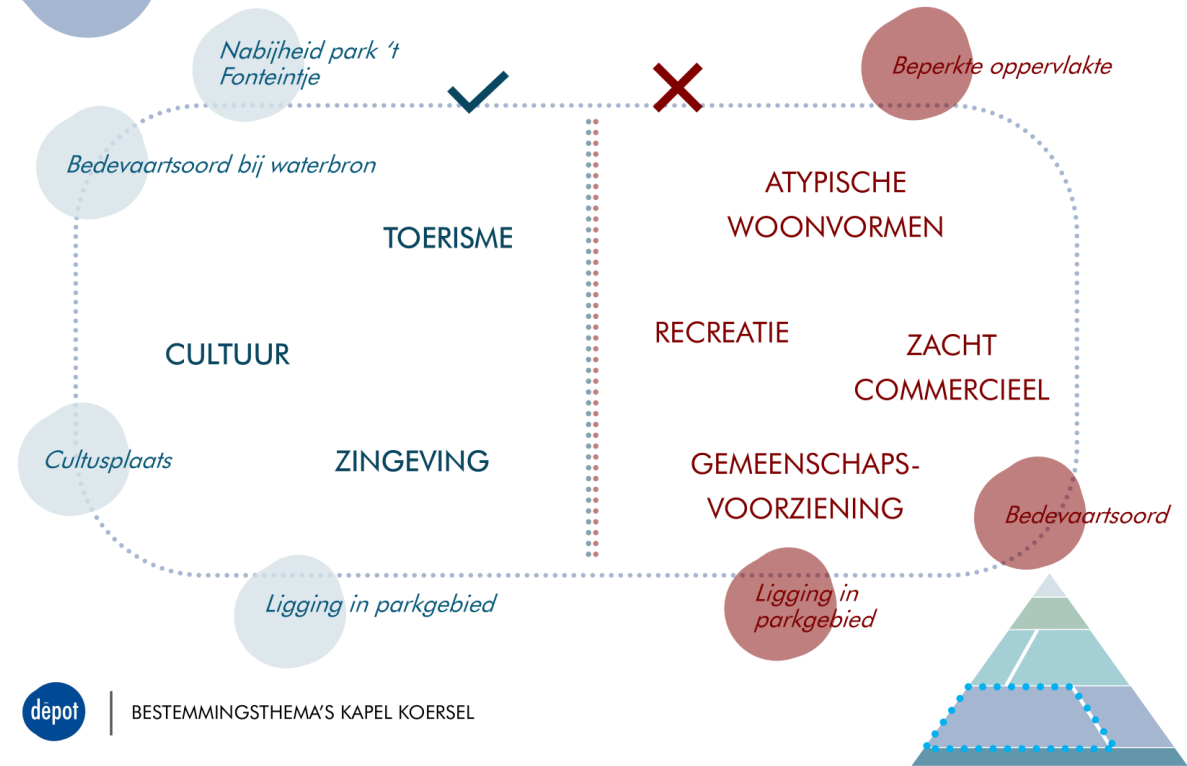 Nabijheid park ‘t
Fonteintje
Bedevaartsoord bij waterbron
TOERISME
CULTUUR
Cultusplaats
ZINGEVING
Ligging in parkgebied
Beperkte oppervlakte
ATYPISCHE
WOONVORMEN
RECREATIE
ZACHT
COMMERCIEEL
GEMEENSCHAPS-
VOORZIENING
Bedevaartsoord
Ligging in
parkgebied
dēpot
BESTEMMINGSTHEMA’S KAPEL KOERSEL